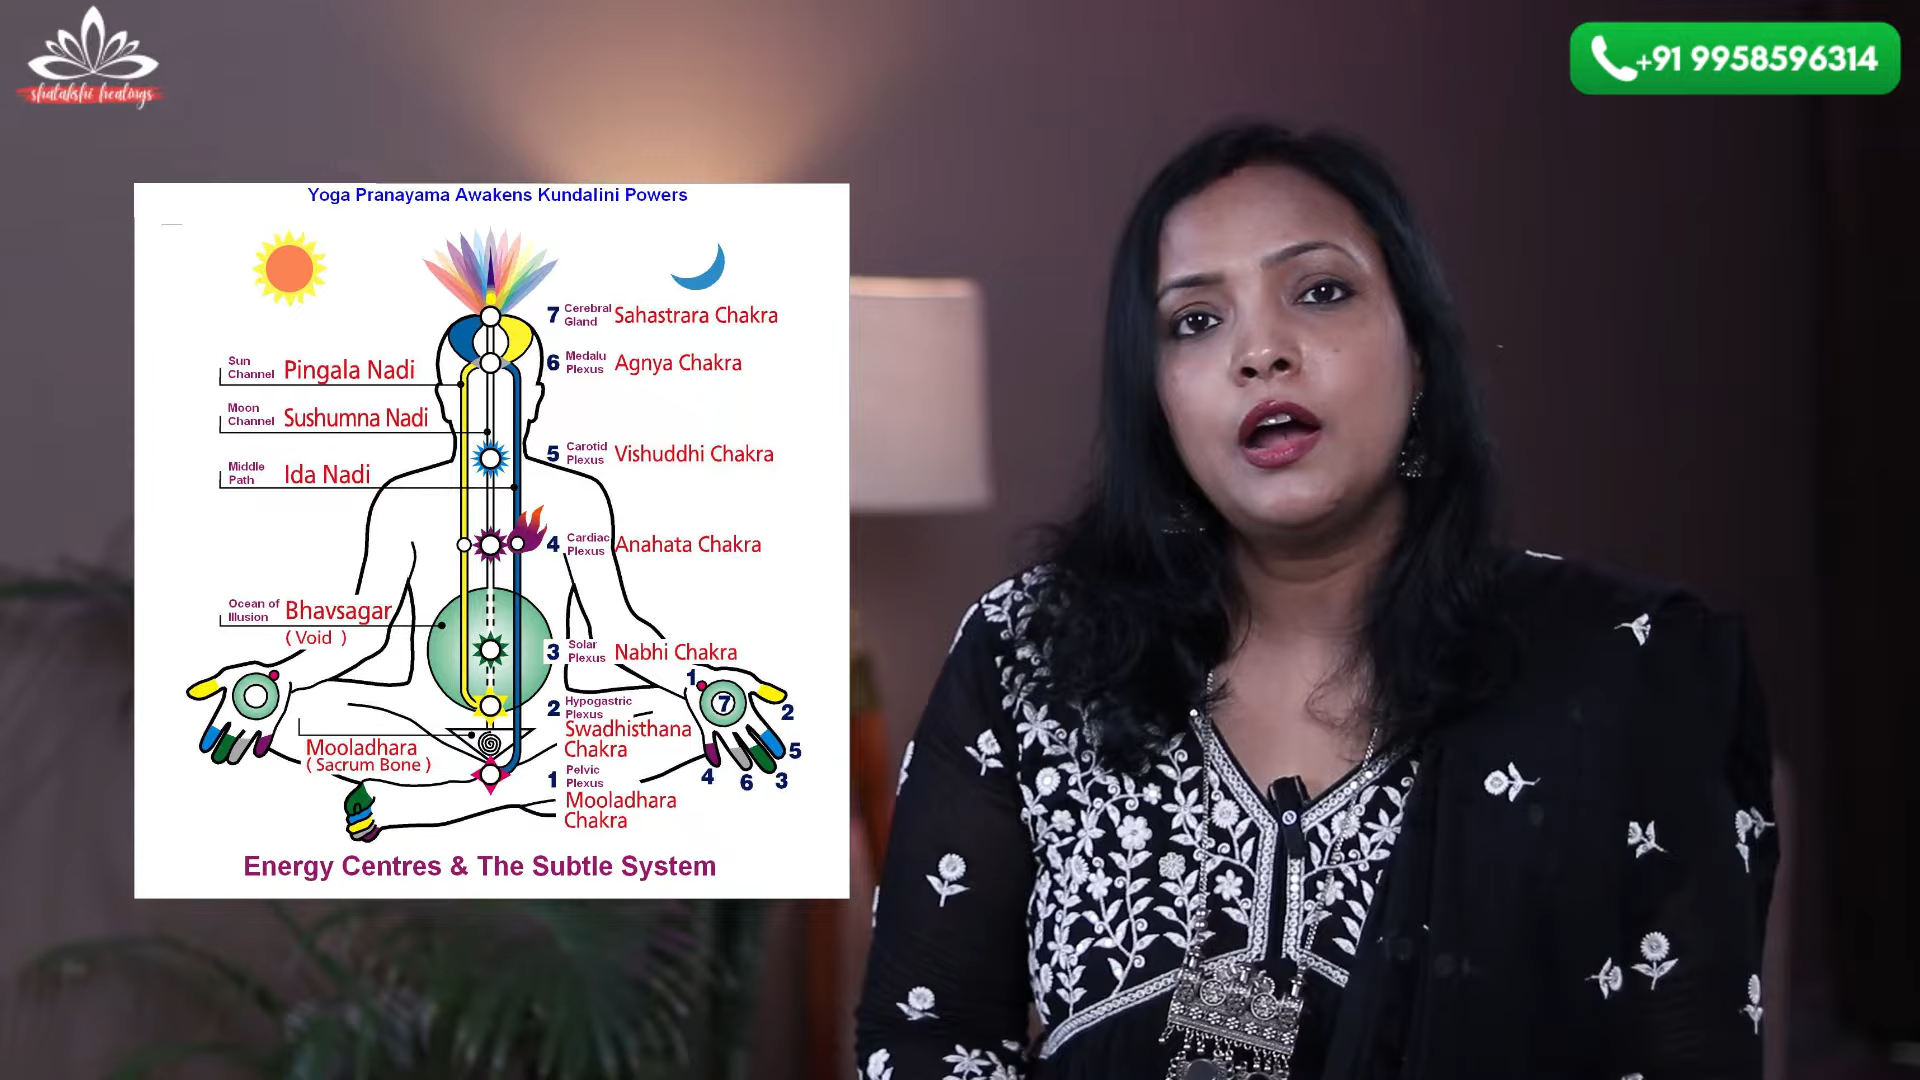 shatakshi healings
+91 9958596314
Yoga Pranayama Awakens Kundalini Powers
7 Cerebral Gland Sahastrara Chakra
6 Medalu Plexus Agnya Chakra
Sun Channel Pingala Nadi
Moon Channel Sushumna Nadi
5 Carotid Plexus Vishuddhi Chakra
Middle Path Ida Nadi
4 Cardiac Plexus Anahata Chakra
Ocean of Illusion Bhavsagar
( Void )
3 Solar Plexus Nabhi Chakra
1
7
2
2 Hypogastric Plexus
Swadhisthana
Chakra
Mooladhara
( Sacrum Bone )
5
4
6
3
1 Pelvic Plexus
Mooladhara
Chakra
Energy Centres & The Subtle System